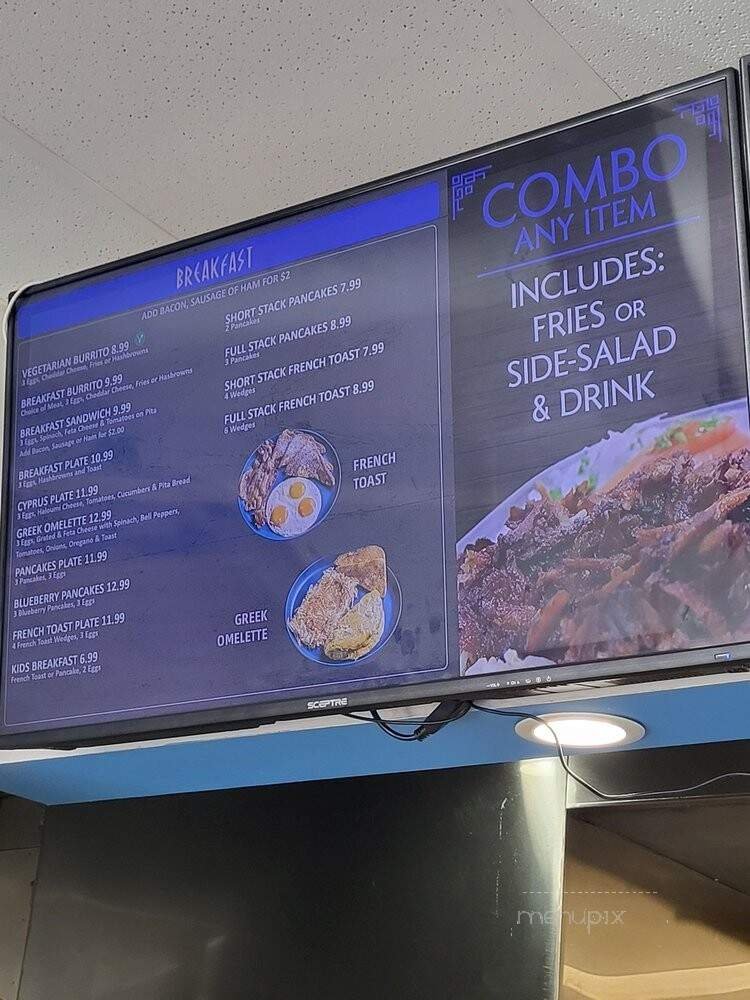 BREAKFAST
ADD BACON, SAUSAGE OF HAM FOR $2
VEGETARIAN BURRITO 8.99
3 Eggs, Cheddar Cheese, Fries or Hashbrowns
BREAKFAST BURRITO 9.99
Choice of Meat, 3 Eggs, Cheddar Cheese, Fries or Hasbrowns
BREAKFAST SANDWICH 9.99
3 Eggs, Spinach, Feta Cheese & Tomatoes on Pita
Add Bacon, Sausage or Ham for $2.00
BREAKFAST PLATE 10.99
3 Eggs, Hashbrowns and Toast
CYPRUS PLATE 11.99
3 Eggs, Haloumi Cheese, Tomatoes, Cucumbers & Pita Bread
GREEK OMELETTE 12.99
3 Eggs, Grated & Feta Cheese with Spinach, Bell Peppers,
Tomatoes, Onions, Oregano & Toast
PANCAKES PLATE 11.99
3 Pancakes, 3 Eggs
BLUEBERRY PANCAKES 12.99
3 Blueberry Pancakes, 3 Eggs
FRENCH TOAST PLATE 11.99
4 French Toast Wedges, 3 Eggs
KIDS BREAKFAST 6.99
French Toast or Pancake, 2 Eggs
SHORT STACK PANCAKES 7.99
2 Pancakes
FULL STACK PANCAKES 8.99
3 Pancakes
SHORT STACK FRENCH TOAST 7.99
4 Wedges
FULL STACK FRENCH TOAST 8.99
6 Wedges
FRENCH
TOAST
GREEK
OMELETTE
COMBO
ANY ITEM
INCLUDES:
FRIES OR
SIDE-SALAD
& DRINK
SCEPTRE
menupix